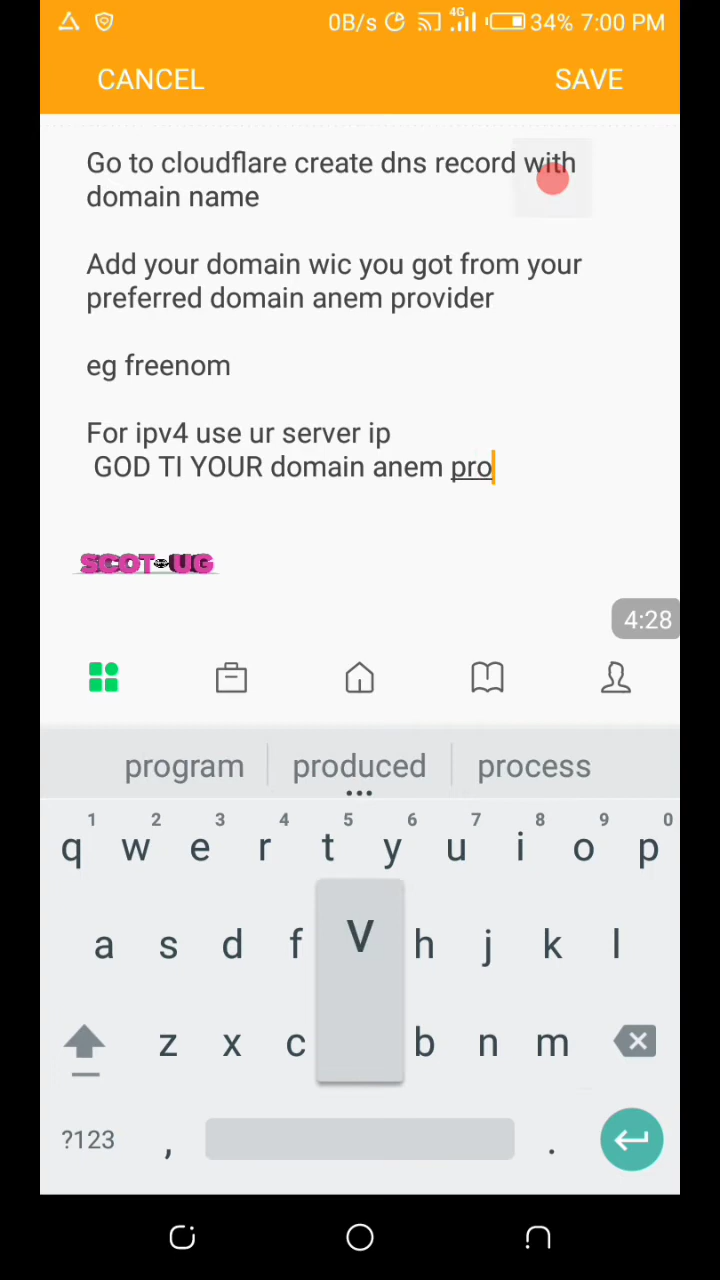 0B/s 4G 34% 7:00 PM
CANCEL SAVE
Go to cloudflare create dns record with
domain name
Add your domain wic you got from your
preferred domain anem provider
eg freenom
For ipv4 use ur server ip
GOD TI YOUR domain anem pro
SCOT UG
4:28
program produced process
1 2 3 4 5 6 7 8 9 0
q w e r t y u i o p
a s d f V h j k l
z x c b n m
?123 , .